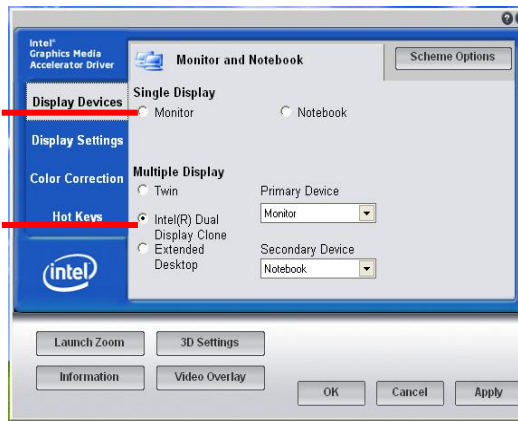 Intel®
Graphics Media
Accelerator Driver
Monitor and Notebook
Scheme Options
Display Devices
Display Settings
Color Correction
Hot Keys
intel
Single Display
Monitor
Notebook
Multiple Display
Twin
Intel(R) Dual
Display Clone
Extended
Desktop
Primary Device
Monitor
Secondary Device
Notebook
Launch Zoom
3D Settings
Information
Video Overlay
OK
Cancel
Apply